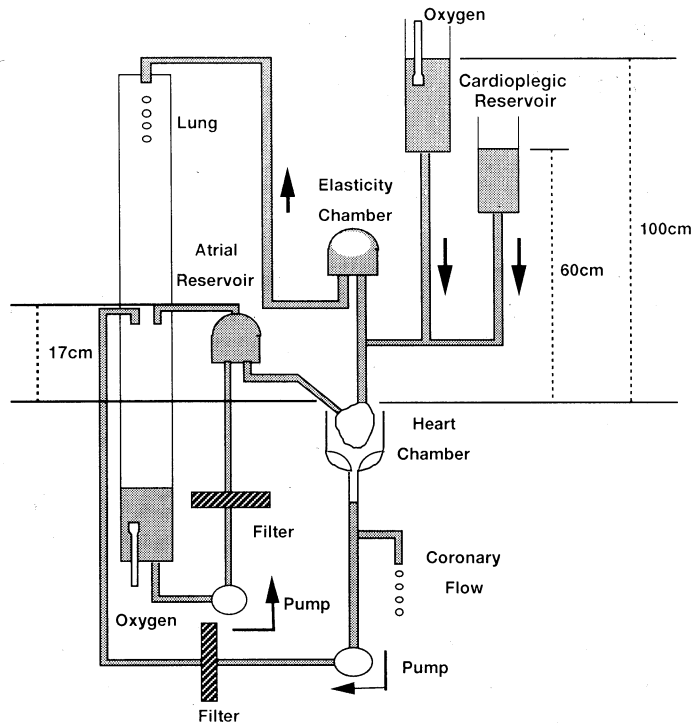 Oxygen
Cardioplegic
Reservoir
Lung
Elasticity
Chamber
100cm
Atrial
Reservoir
60cm
17cm
Heart
Chamber
Filter
Coronary
Flow
Pump
Oxygen
Pump
Filter